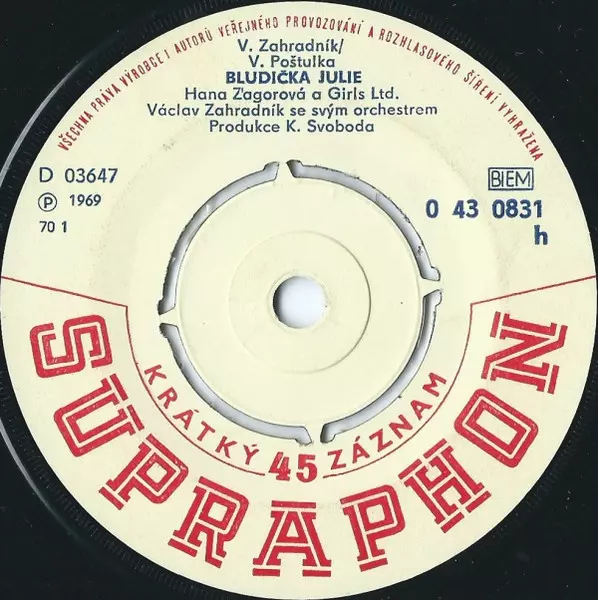 VŠECHNA PRÁVA VÝROBCE I AUTORŮ VEŘEJNÉHO PROVOZOVÁNÍ A ROZHLASOVÉHO ŠÍŘENÍ VYHRAŽENA
V. Zahradník/
V. Poštulka
BLUDIČKA JULIE
Hana Zagorová a Girls Ltd.
Václav Zahradník se svým orchestrem
Produkce K. Svoboda
D 03647
Ⓟ 1969
70 1
BIEM
0 43 0831
h
KRÁTKÝ 45 ZÁZNAM
SUPRAPHON